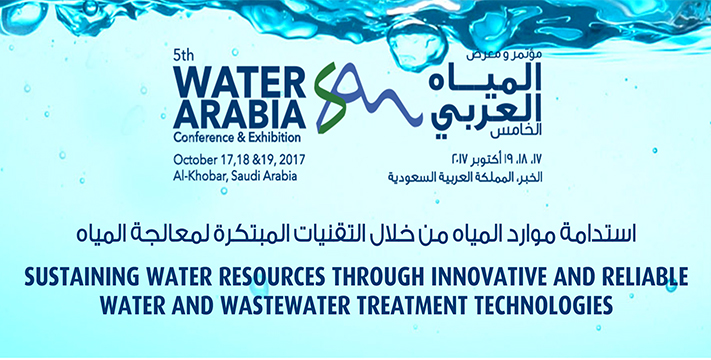 5th
WATER
ARABIA
Conference & Exhibition
October 17,18 &19, 2017
Al-Khobar, Saudi Arabia
مؤتمر و معرض
المياه
العربي
الخامس
١٧، ١٨، ١٩ أكتوبر ٢٠١٧
الخبر، المملكة العربية السعودية
استدامة موارد المياه من خلال التقنيات المبتكرة لمعالجة المياه
SUSTAINING WATER RESOURCES THROUGH INNOVATIVE AND RELIABLE
WATER AND WASTEWATER TREATMENT TECHNOLOGIES